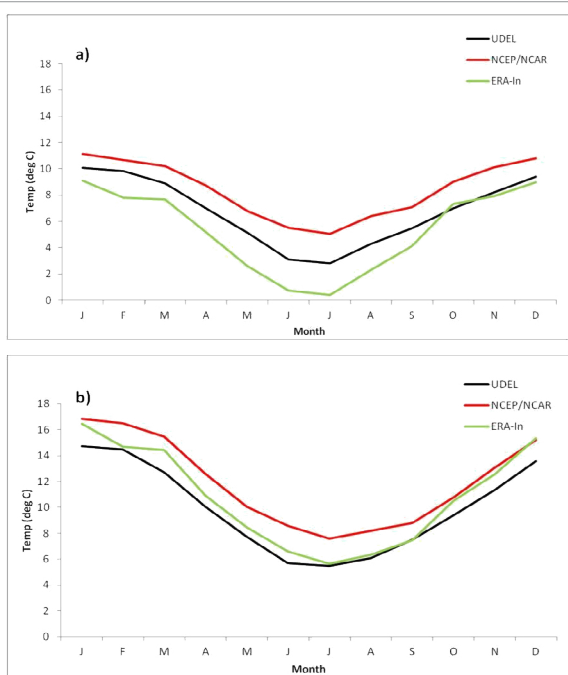 a)
UDEL
NCEP/NCAR
ERA-In
Temp (deg C)
18
16
14
12
10
8
6
4
2
0
J F M A M J J A S O N D
Month
b)
UDEL
NCEP/NCAR
ERA-In
Temp (deg C)
18
16
14
12
10
8
6
4
2
0
J F M A M J J A S O N D
Month